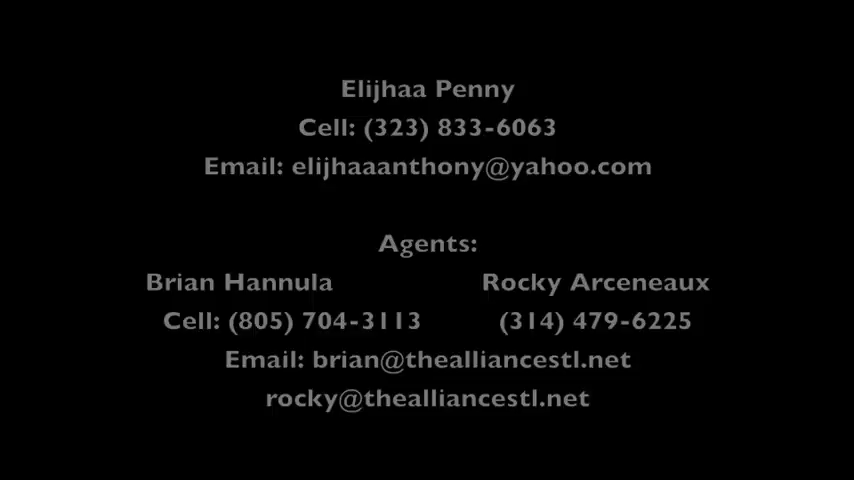 Elijhaa Penny
Cell: (323) 833-6063
Email: elijhaaanthony@yahoo.com
Agents:
Brian Hannula Rocky Arceneaux
Cell: (805) 704-3113 (314) 479-6225
Email: brian@thealliancestl.net
rocky@thealliancestl.net